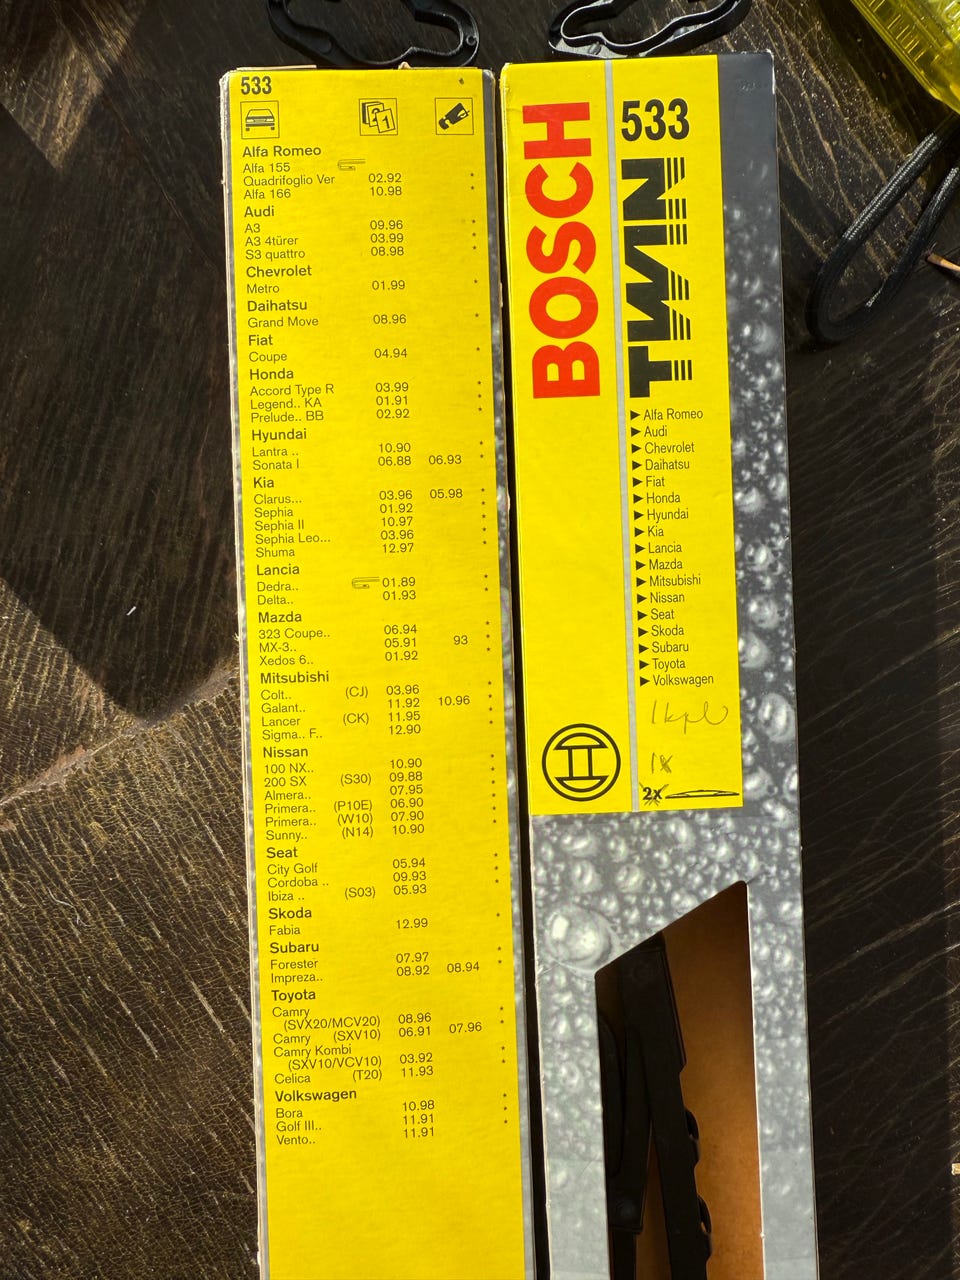 533
Alfa Romeo
Alfa 155
Quadrifoglio Ver 02.92 *
Alfa 166 10.98 *
Audi
A3 09.96 *
A3 4türer 03.99 *
S3 quattro 08.98 *
Chevrolet
Metro 01.99 *
Daihatsu
Grand Move 08.96 *
Fiat
Coupe 04.94 *
Honda
Accord Type R 03.99 *
Legend.. KA 01.91 *
Prelude.. BB 02.92 *
Hyundai
Lantra .. 10.90 *
Sonata I 06.88 06.93 *
Kia
Clarus... 03.96 05.98 *
Sephia 01.92 *
Sephia II 10.97 *
Sephia Leo... 03.96 *
Shuma 12.97 *
Lancia
Dedra.. 01.89 *
Delta.. 01.93 *
Mazda
323 Coupe.. 06.94 *
MX-3.. 05.91 93 *
Xedos 6.. 01.92 *
Mitsubishi
Colt.. (CJ) 03.96 *
Galant.. 11.92 10.96 *
Lancer (CK) 11.95 *
Sigma.. F.. 12.90 *
Nissan
100 NX.. 10.90 *
200 SX (S30) 09.88 *
Almera.. 07.95 *
Primera.. (P10E) 06.90 *
Primera.. (W10) 07.90 *
Sunny.. (N14) 10.90 *
Seat
City Golf 05.94 *
Cordoba .. 09.93 *
Ibiza .. (S03) 05.93 *
Skoda
Fabia 12.99 *
Subaru
Forester 07.97 *
Impreza.. 08.92 08.94 *
Toyota
Camry
(SVX20/MCV20) 08.96 *
Camry (SXV10) 06.91 07.96 *
Camry Kombi
(SXV10/VCV10) 03.92 *
Celica (T20) 11.93 *
Volkswagen
Bora 10.98 *
Golf III.. 11.91 *
Vento.. 11.91 *
BOSCH
533
TWIN
Alfa Romeo
Audi
Chevrolet
Daihatsu
Fiat
Honda
Hyundai
Kia
Lancia
Mazda
Mitsubishi
Nissan
Seat
Skoda
Subaru
Toyota
Volkswagen
1kpl
1x
2x